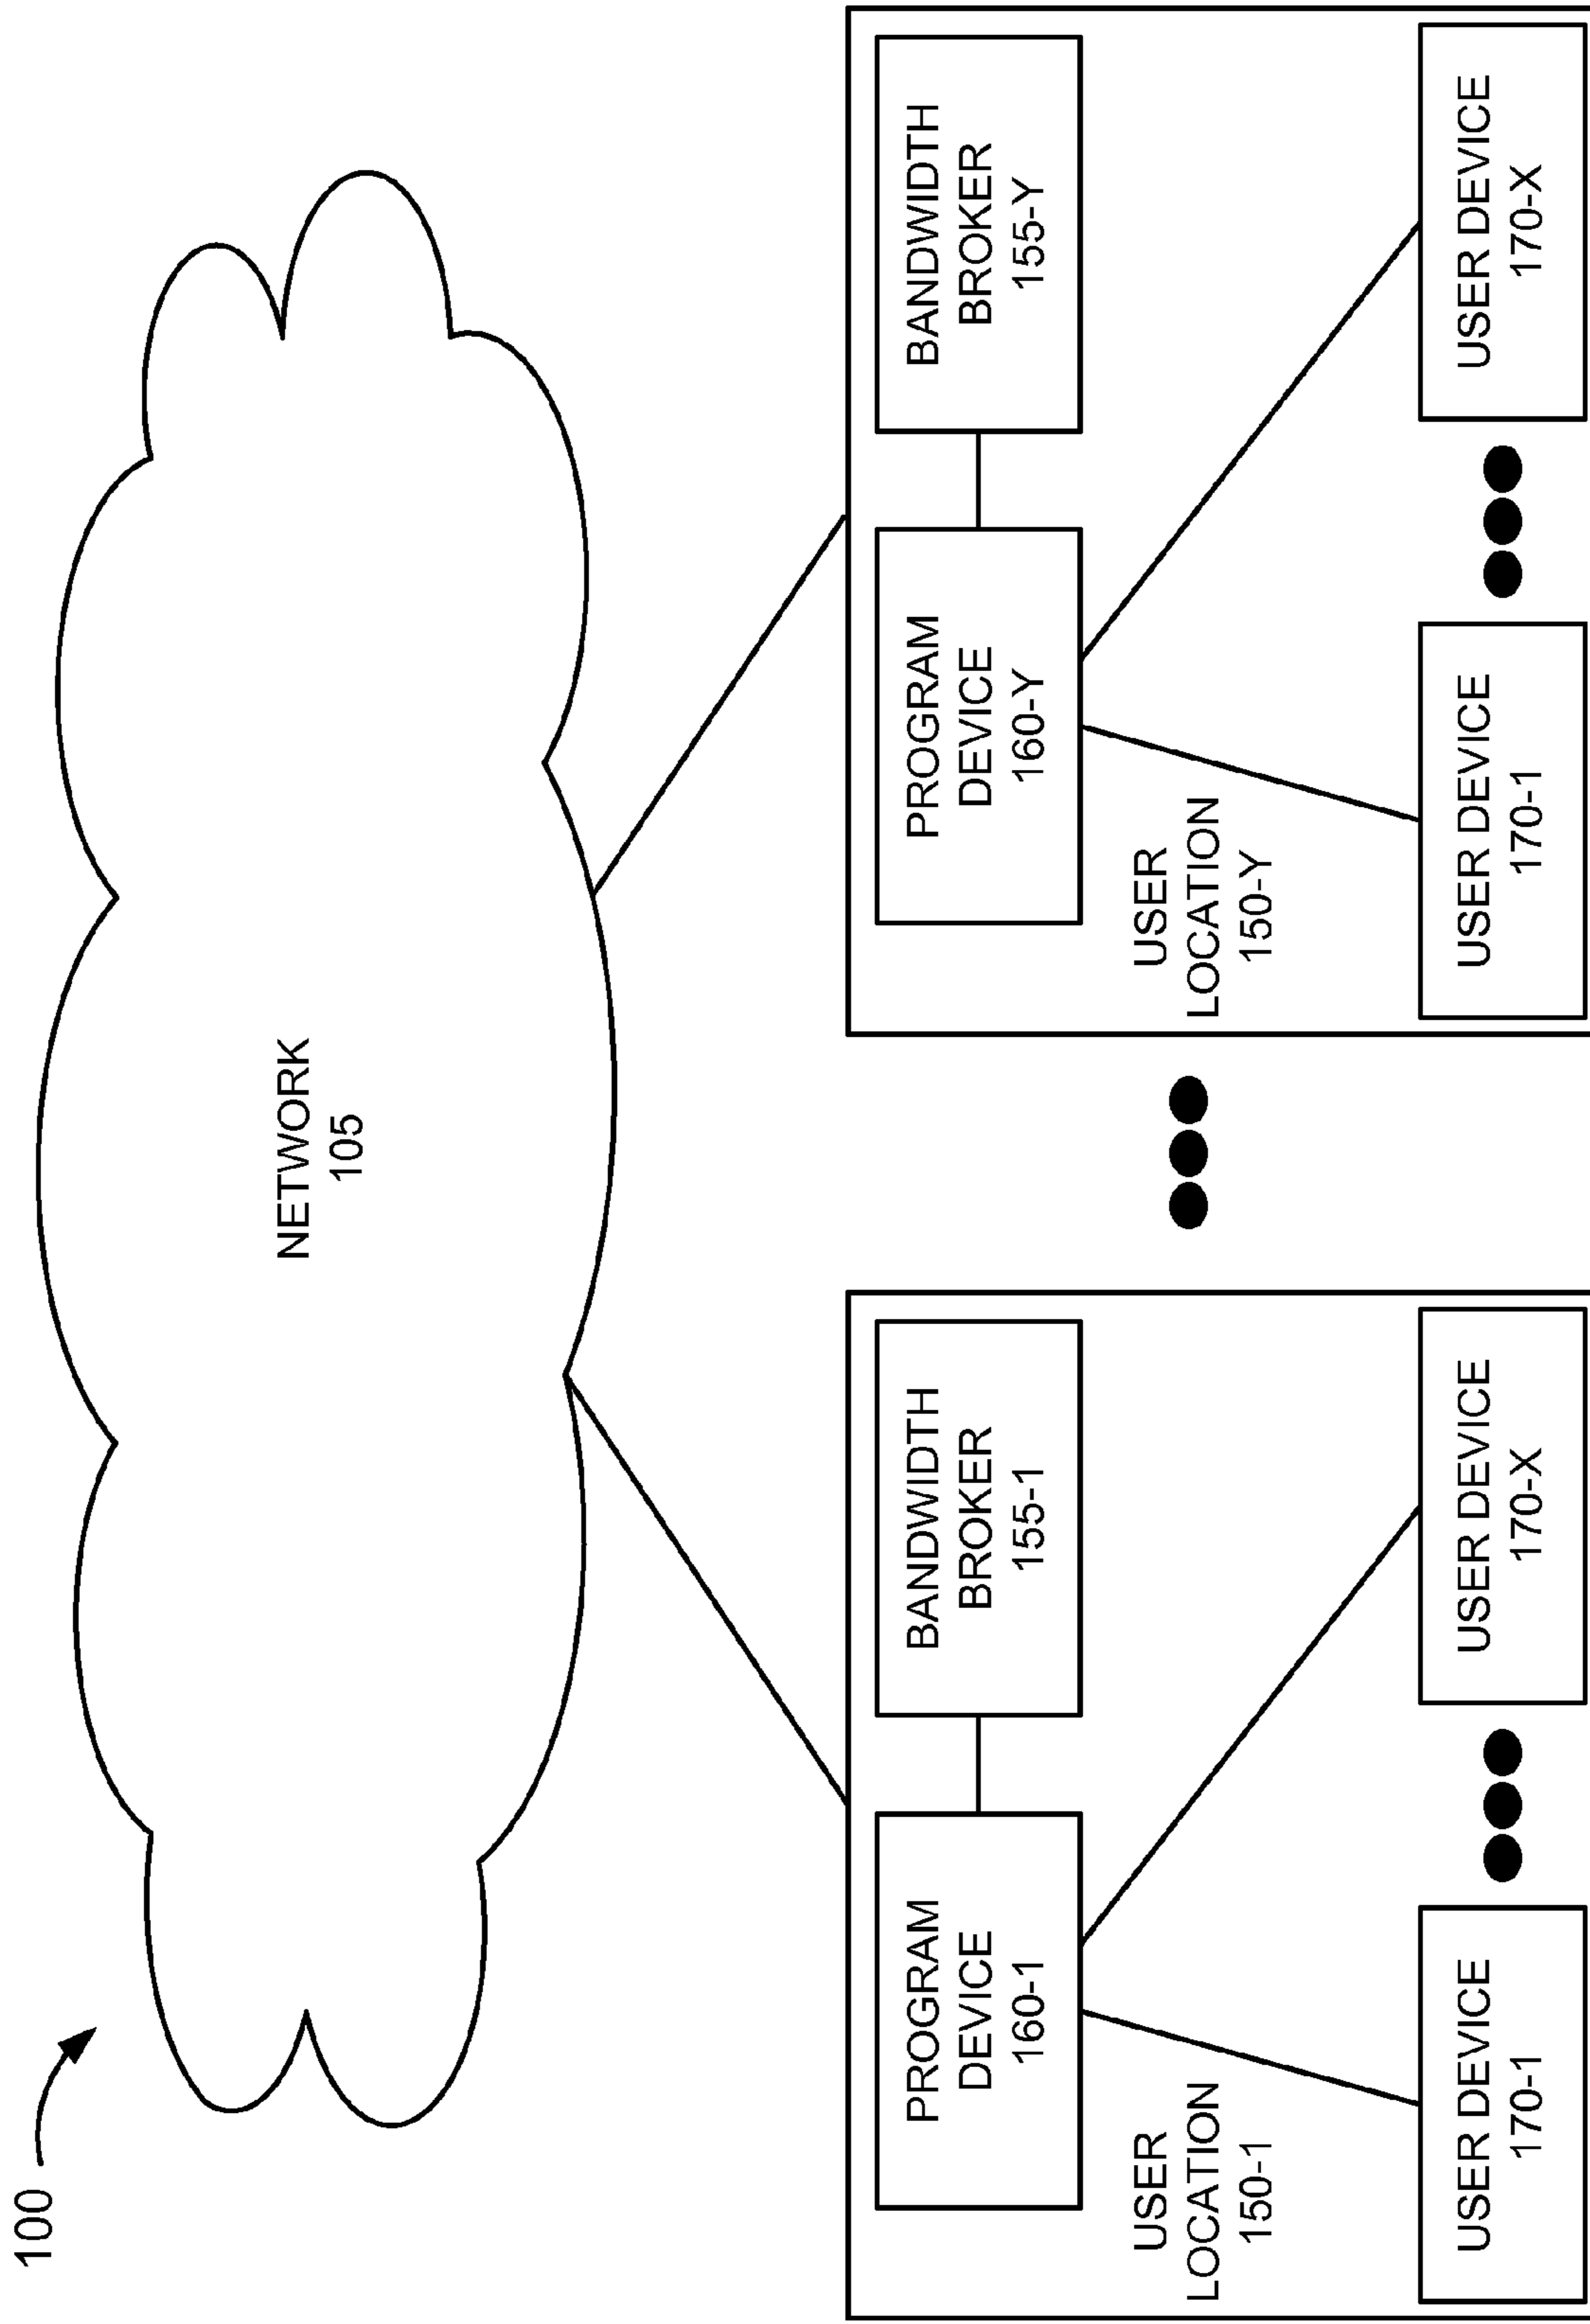 100
NETWORK
105
PROGRAM
DEVICE
160-1
BANDWIDTH
BROKER
155-1
USER
LOCATION
150-1
USER DEVICE
170-1
USER DEVICE
170-X
PROGRAM
DEVICE
160-Y
BANDWIDTH
BROKER
155-Y
USER
LOCATION
150-Y
USER DEVICE
170-1
USER DEVICE
170-X